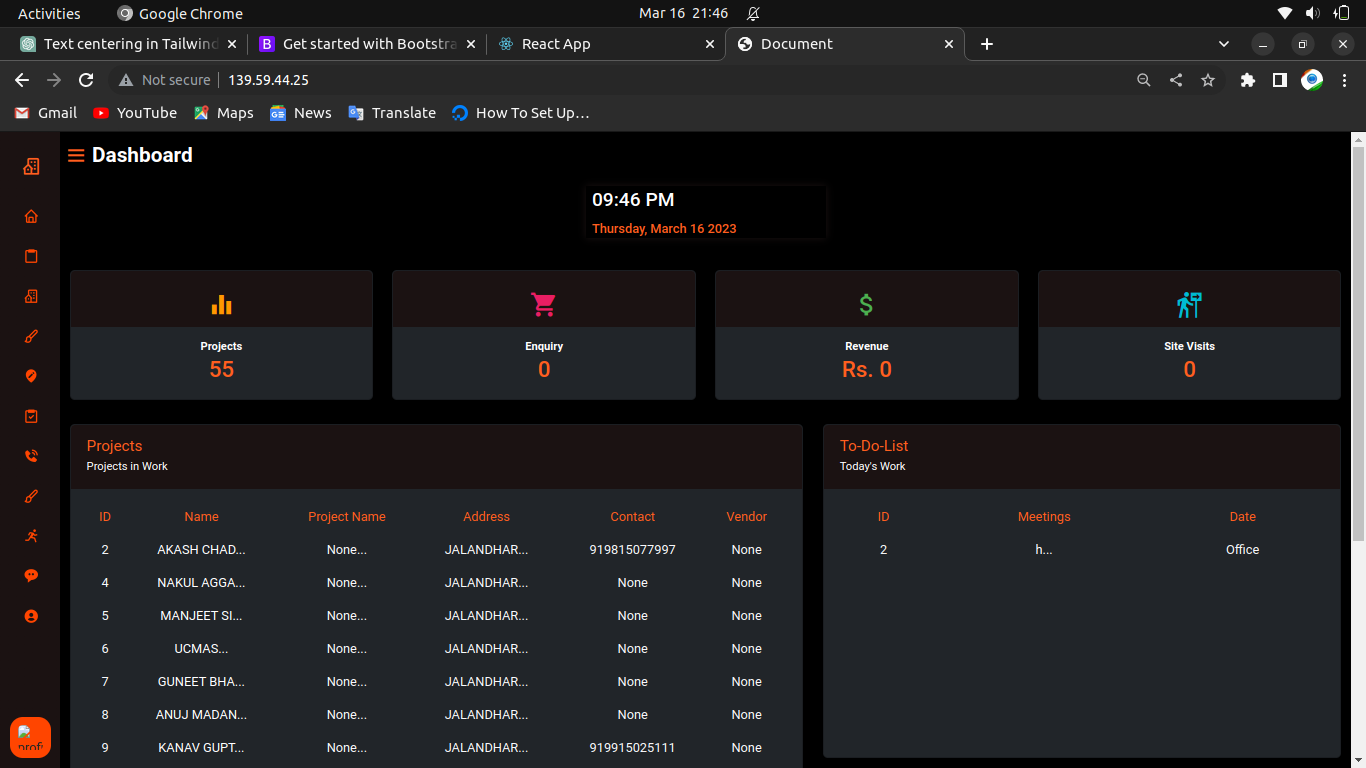 Activities Google Chrome Mar 16 21:46
Text centering in Tailwind Get started with Bootstra React App Document
Not secure 139.59.44.25
Gmail YouTube Maps News Translate How To Set Up…
Dashboard
09:46 PM
Thursday, March 16 2023
Projects Enquiry Revenue Site Visits
55 0 Rs. 0 0
Projects
Projects in Work
ID Name Project Name Address Contact Vendor
2 AKASH CHAD... None... JALANDHAR... 919815077997 None
4 NAKUL AGGA... None... JALANDHAR... None None
5 MANJEET SI... None... JALANDHAR... None None
6 UCMAS... None... JALANDHAR... None None
7 GUNEET BHA... None... JALANDHAR... None None
8 ANUJ MADAN... None... JALANDHAR... None None
9 KANAV GUPT... None... JALANDHAR... 919915025111 None
To-Do-List
Today's Work
ID Meetings Date
2 h... Office
profi